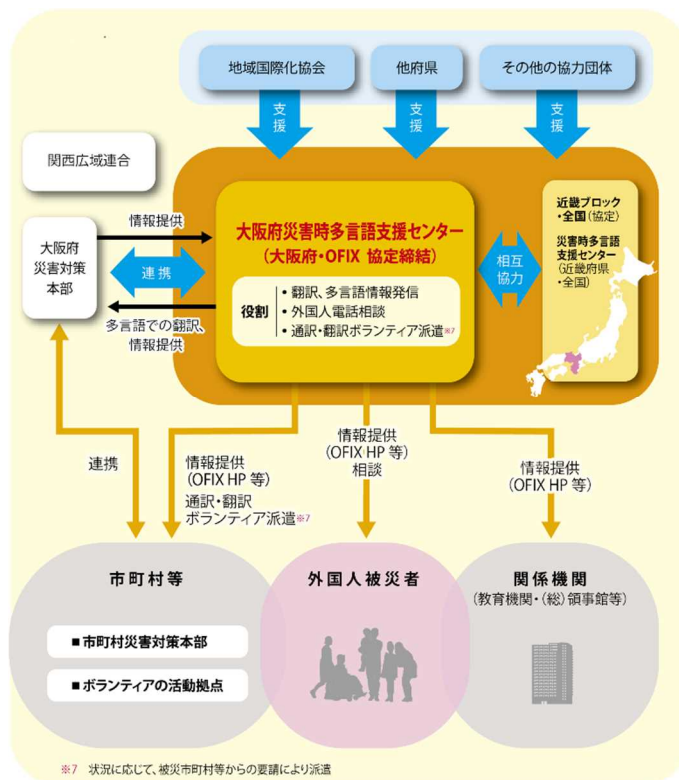 地域国際化協会
他府県
その他の協力団体
支援
支援
支援
関西広域連合
大阪府
災害対策
本部
情報提供
連携
多言語での翻訳、
情報提供
大阪府災害時多言語支援センター
(大阪府・OFIX 協定締結)
役割
・翻訳、多言語情報発信
・外国人電話相談
・通訳・翻訳ボランティア派遣※7
相互
協力
近畿ブロック
・全国(協定)
災害時多言語
支援センター
(近畿府県
・全国)
連携
情報提供
(OFIX HP 等)
通訳・翻訳
ボランティア派遣※7
情報提供
(OFIX HP 等)
相談
情報提供
(OFIX HP 等)
市町村等
■市町村災害対策本部
■ボランティアの活動拠点
外国人被災者
関係機関
(教育機関・(総)領事館等)
※7 状況に応じて、被災市町村等からの要請により派遣